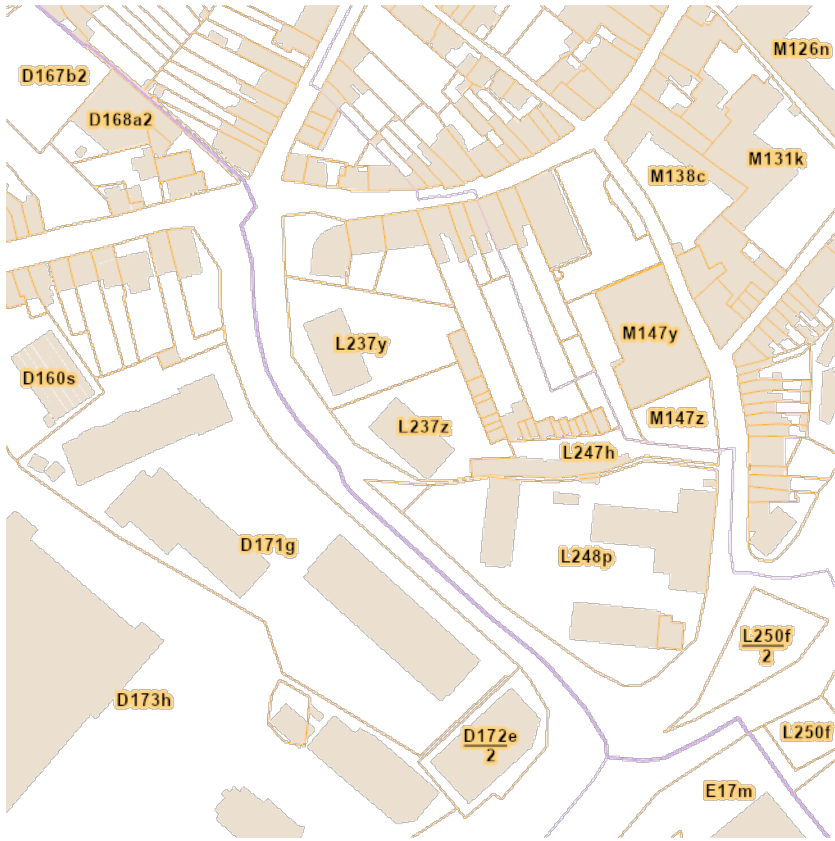 M126n
D167b2
D168a2
M131k
M138c
M147y
L237y
D160s
M147z
L237z
L247h
D171g
L248p
L250f
2
D173h
L250f
D172e
2
E17m